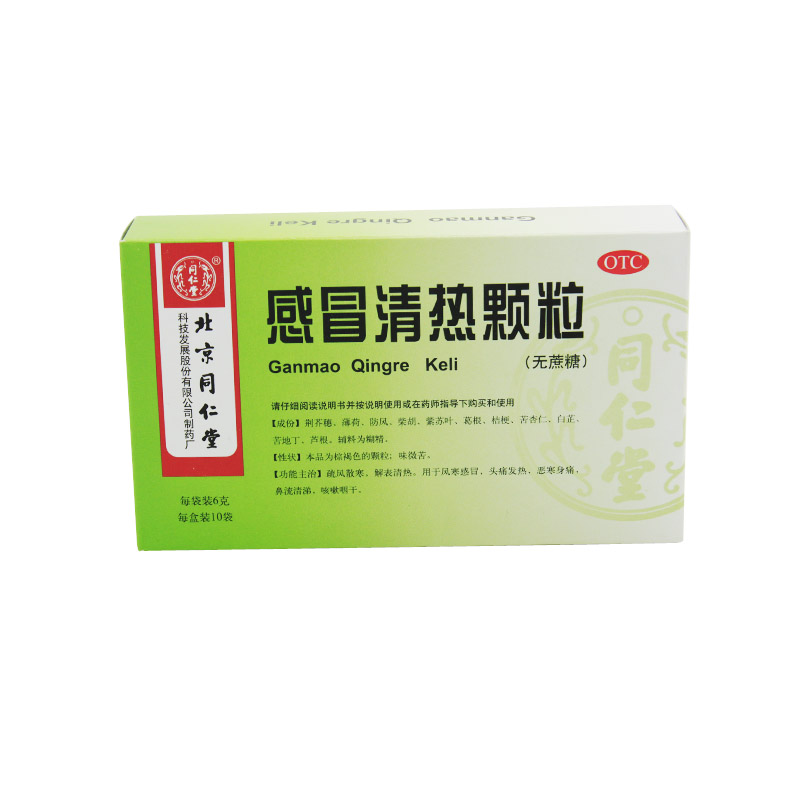 Ganmao Qingre Keli
同仁堂
®
北京同仁堂
科技发展股份有限公司制药厂
每袋装6克
每盒装10袋
OTC
感冒清热颗粒
Ganmao Qingre Keli
（无蔗糖）
请仔细阅读说明书并按说明使用或在药师指导下购买和使用
【成份】荆芥穗、薄荷、防风、柴胡、紫苏叶、葛根、桔梗、苦杏仁、白芷、
苦地丁、芦根。辅料为糊精。
【性状】本品为棕褐色的颗粒；味微苦。
【功能主治】疏风散寒，解表清热。用于风寒感冒，头痛发热，恶寒身痛，
鼻流清涕，咳嗽咽干。
同仁堂